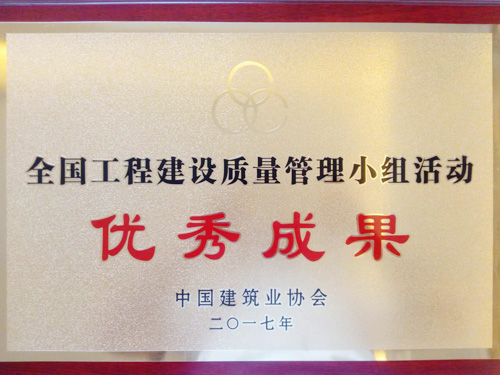 全国工程建设质量管理小组活动
优秀成果
中国建筑业协会
二〇一七年